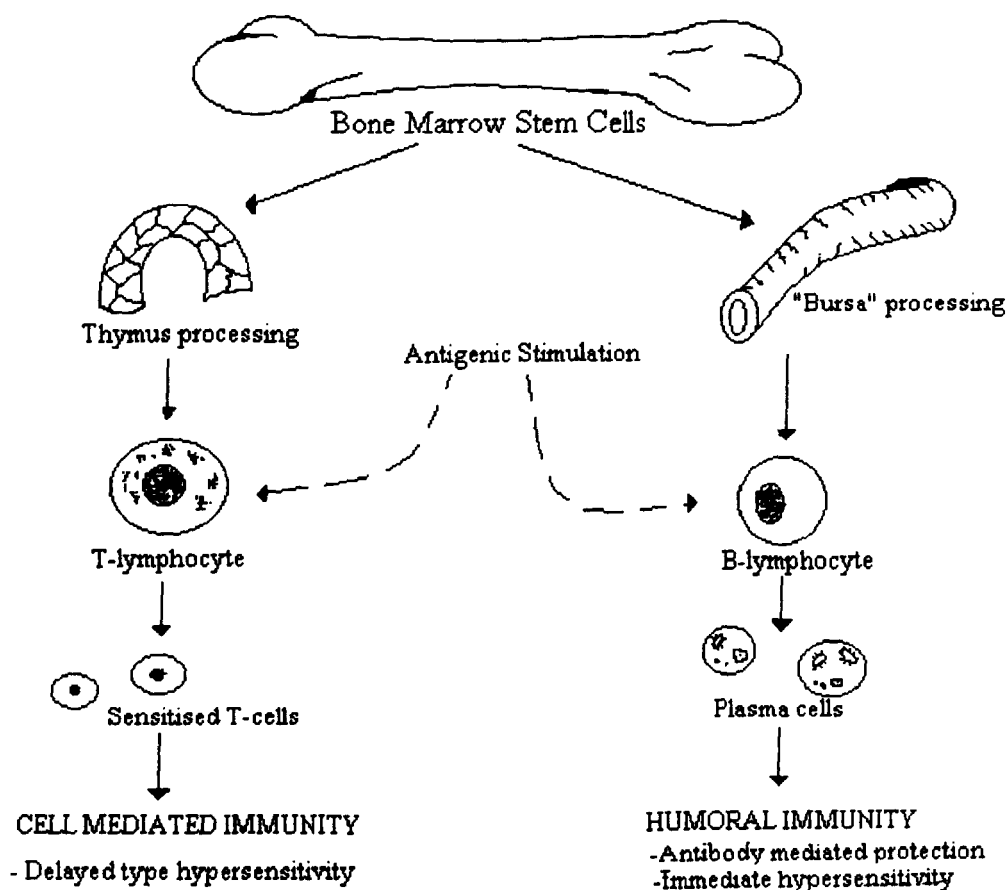 Bone Marrow Stem Cells
Thymus processing
"Bursa" processing
Antigenic Stimulation
T-lymphocyte
B-lymphocyte
Sensitised T-cells
Plasma cells
CELL MEDIATED IMMUNITY
- Delayed type hypersensitivity
HUMORAL IMMUNITY
-Antibody mediated protection
-Immediate hypersensitivity